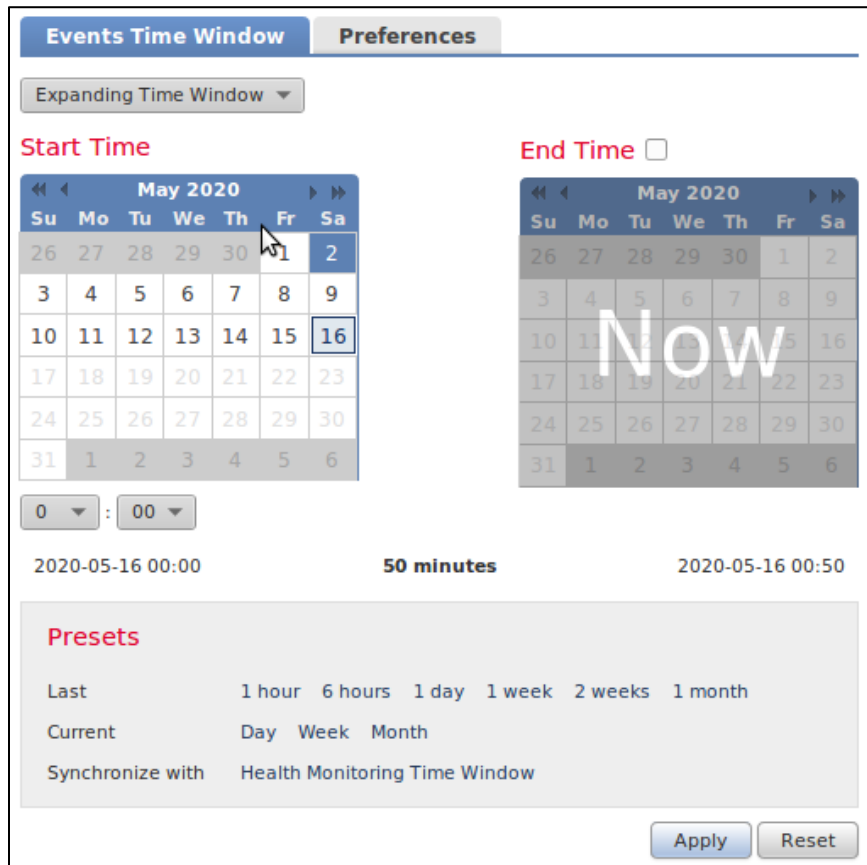 Events Time Window Preferences
Expanding Time Window
Start Time
May 2020
Su Mo Tu We Th Fr Sa
26 27 28 29 30 1 2
3 4 5 6 7 8 9
10 11 12 13 14 15 16
17 18 19 20 21 22 23
24 25 26 27 28 29 30
31 1 2 3 4 5 6
0 : 00
End Time
May 2020
Su Mo Tu We Th Fr Sa
26 27 28 29 30 1 2
3 4 5 6 7 8 9
10 11 12 13 14 15 16
17 18 19 20 21 22 23
24 25 26 27 28 29 30
31 1 2 3 4 5 6
Now
2020-05-16 00:00 50 minutes 2020-05-16 00:50
Presets
Last 1 hour 6 hours 1 day 1 week 2 weeks 1 month
Current Day Week Month
Synchronize with Health Monitoring Time Window
Apply Reset